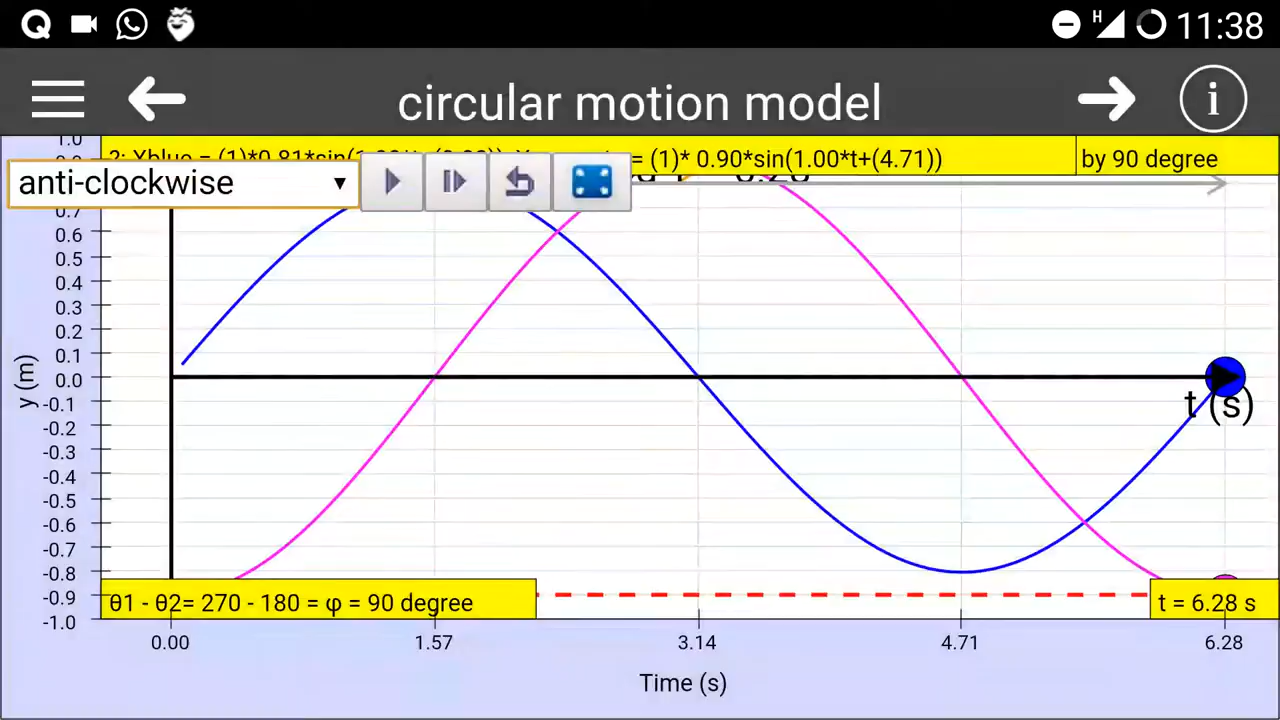 11:38
circular motion model
= (1)* 0.90*sin(1.00*t+(4.71))
by 90 degree
anti-clockwise
0.7
0.6
0.5
0.4
0.3
0.2
0.1
0.0
-0.1
-0.2
-0.3
-0.4
-0.5
-0.6
-0.7
-0.8
-0.9
-1.0
y (m)
t (s)
θ1 - θ2= 270 - 180 = φ = 90 degree
t = 6.28 s
0.00 1.57 3.14 4.71 6.28
Time (s)